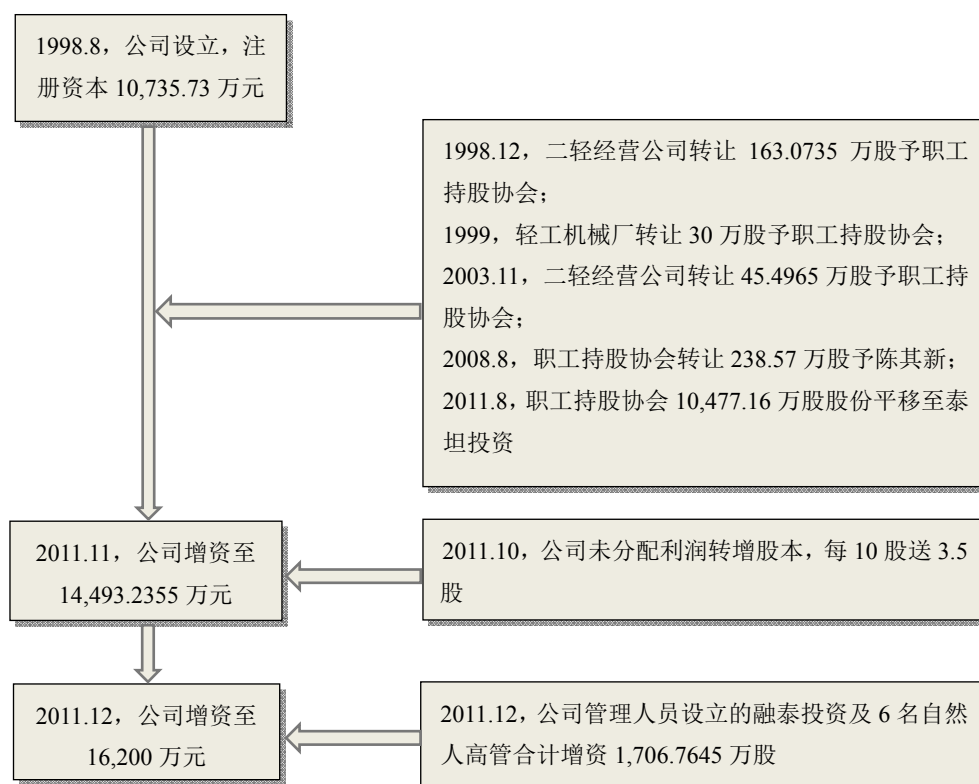 1998.8，公司设立，注
册资本 10,735.73 万元
1998.12，二轻经营公司转让 163.0735 万股予职工
持股协会；
1999，轻工机械厂转让 30 万股予职工持股协会；
2003.11，二轻经营公司转让 45.4965 万股予职工持
股协会；
2008.8，职工持股协会转让 238.57 万股予陈其新；
2011.8，职工持股协会 10,477.16 万股股份平移至泰
坦投资
2011.11，公司增资至
14,493.2355 万元
2011.10，公司未分配利润转增股本，每 10 股送 3.5
股
2011.12，公司增资至
16,200 万元
2011.12，公司管理人员设立的融泰投资及 6 名自然
人高管合计增资 1,706.7645 万股